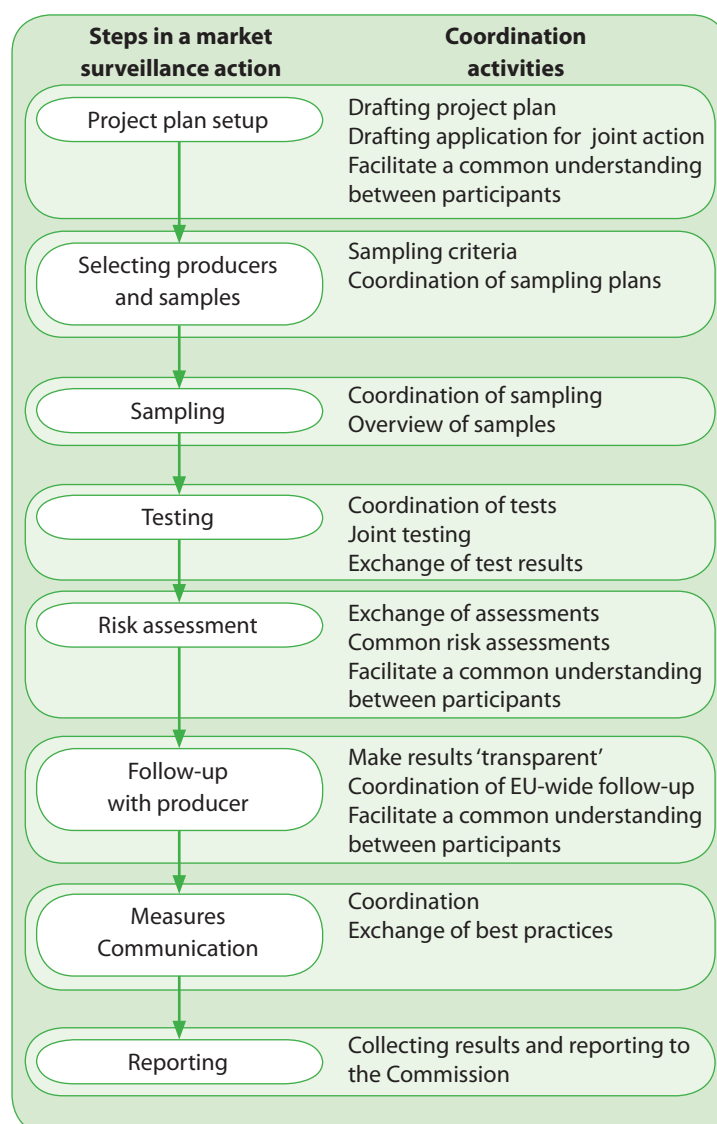 Steps in a market
surveillance action
Coordination
activities
Project plan setup
Drafting project plan
Drafting application for joint action
Facilitate a common understanding
between participants
Selecting producers
and samples
Sampling criteria
Coordination of sampling plans
Sampling
Coordination of sampling
Overview of samples
Testing
Coordination of tests
Joint testing
Exchange of test results
Risk assessment
Exchange of assessments
Common risk assessments
Facilitate a common understanding
between participants
Follow-up
with producer
Make results ‘transparent’
Coordination of EU-wide follow-up
Facilitate a common understanding
between participants
Measures
Communication
Coordination
Exchange of best practices
Reporting
Collecting results and reporting to
the Commission